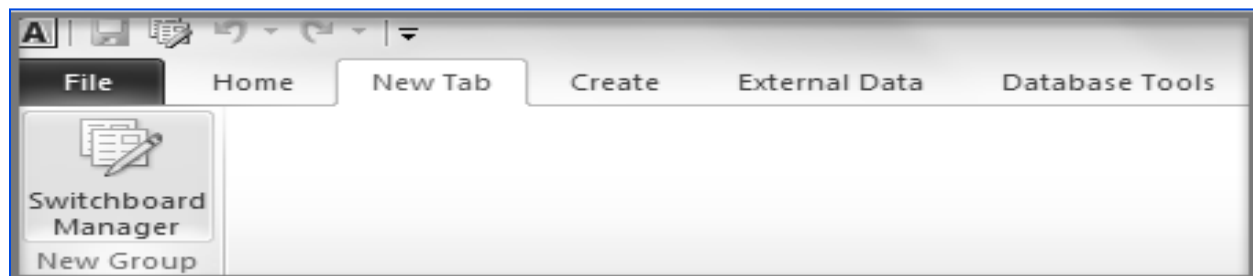 A
File Home New Tab Create External Data Database Tools
Switchboard
Manager
New Group